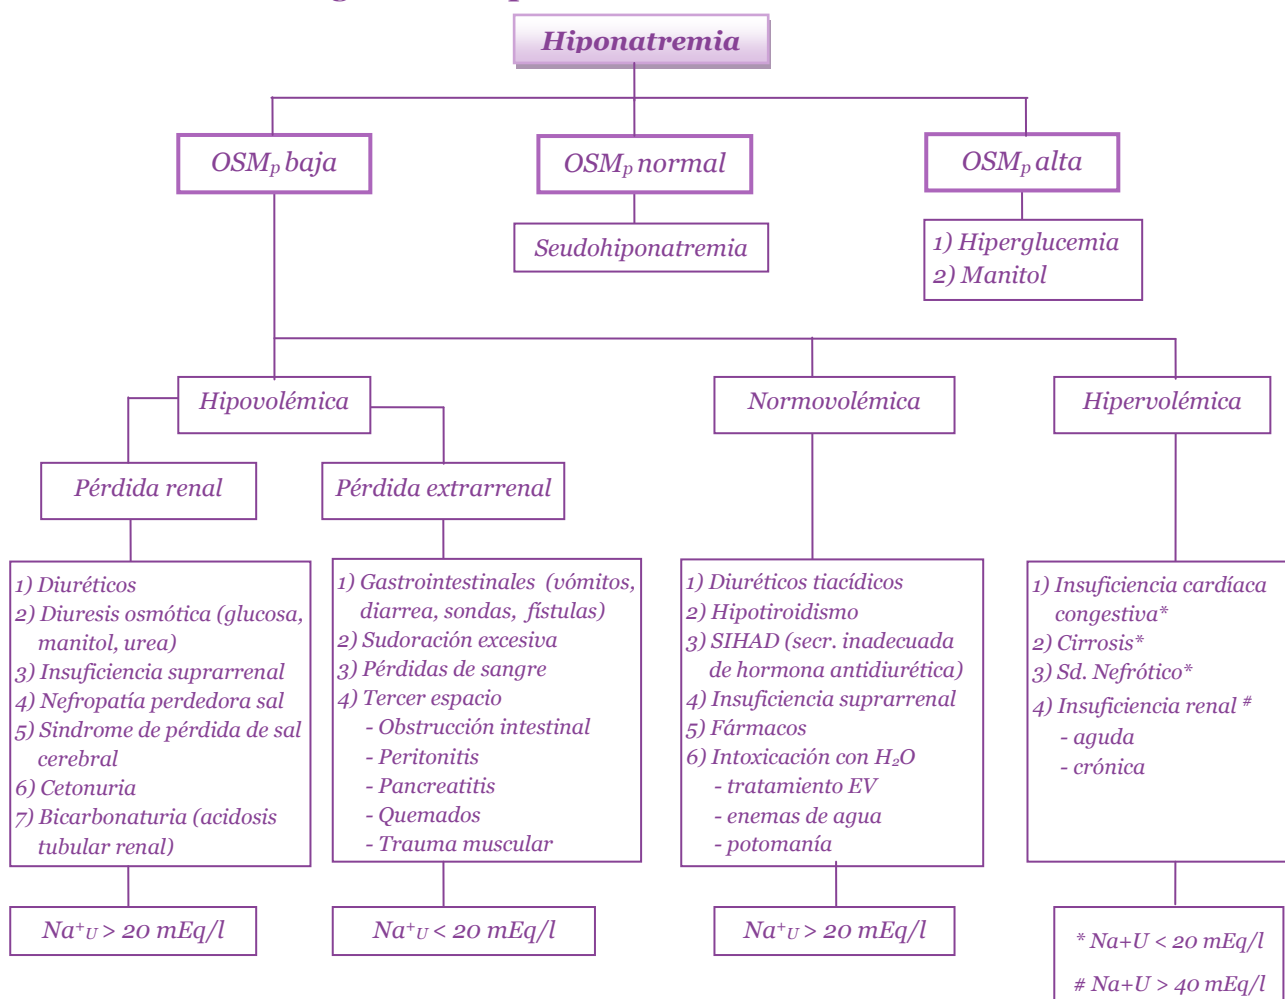 Hiponatremia
OSMp baja
OSMp normal
OSMp alta
Seudohiponatremia
1) Hiperglucemia
2) Manitol
Hipovolémica
Normovolémica
Hipervolémica
Pérdida renal
Pérdida extrarrenal
1) Diuréticos
2) Diuresis osmótica (glucosa,
manitol, urea)
3) Insuficiencia suprarrenal
4) Nefropatía perdedora sal
5) Sindrome de pérdida de sal
cerebral
6) Cetonuria
7) Bicarbonaturia (acidosis
tubular renal)
1) Gastrointestinales (vómitos,
diarrea, sondas, fístulas)
2) Sudoración excesiva
3) Pérdidas de sangre
4) Tercer espacio
- Obstrucción intestinal
- Peritonitis
- Pancreatitis
- Quemados
- Trauma muscular
1) Diuréticos tiacídicos
2) Hipotiroidismo
3) SIHAD (secr. inadecuada
de hormona antidiurética)
4) Insuficiencia suprarrenal
5) Fármacos
6) Intoxicación con H₂O
- tratamiento EV
- enemas de agua
- potomanía
1) Insuficiencia cardíaca
congestiva*
2) Cirrosis*
3) Sd. Nefrótico*
4) Insuficiencia renal #
- aguda
- crónica
Na⁺U > 20 mEq/l
Na⁺U < 20 mEq/l
Na⁺U > 20 mEq/l
* Na+U < 20 mEq/l
# Na+U > 40 mEq/l